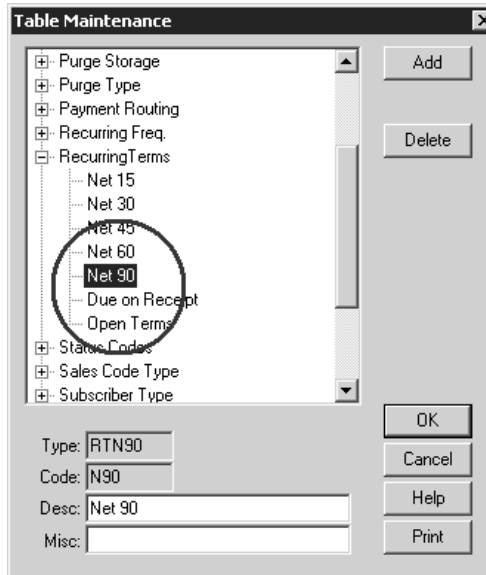 Table Maintenance
Purge Storage
Purge Type
Payment Routing
Recurring Freq.
RecurringTerms
Net 15
Net 30
Net 45
Net 60
Net 90
Due on Receipt
Open Terms
Status Codes
Sales Code Type
Subscriber Type
Add
Delete
Type: RTN90
Code: N90
Desc: Net 90
Misc:
OK
Cancel
Help
Print